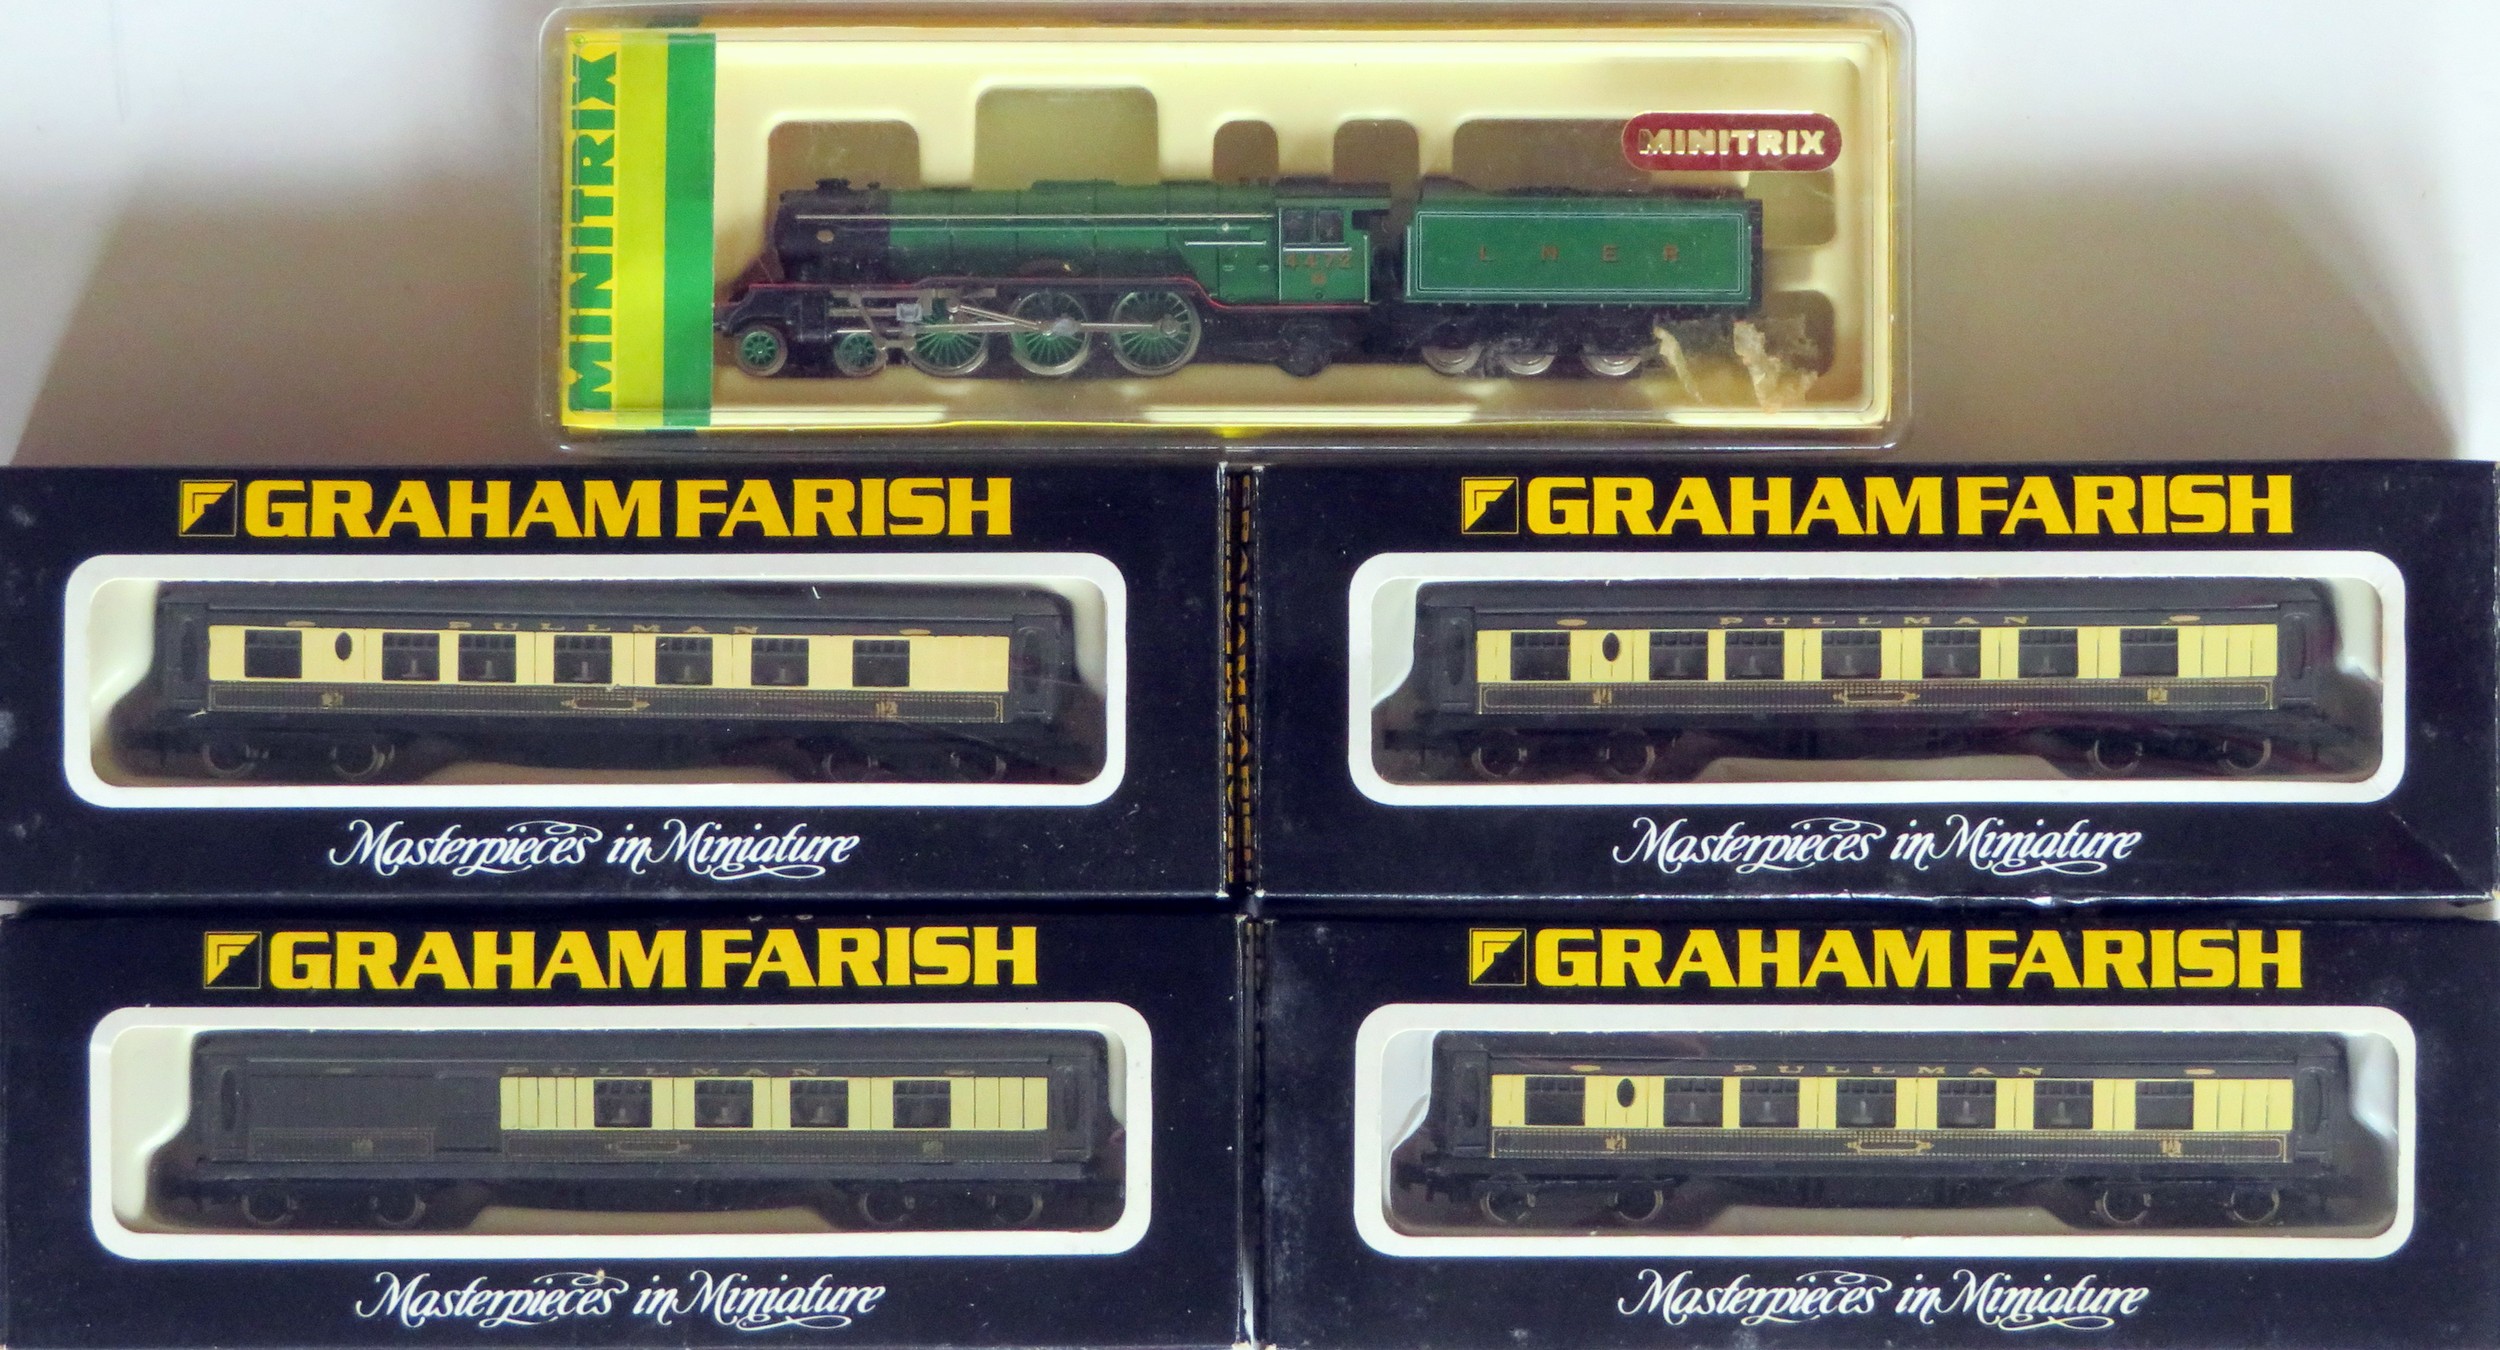 MINITRIX
MINITRIX
4472
L N E R
GRAHAM FARISH
PULLMAN
Masterpieces in Miniature
GRAHAM FARISH
PULLMAN
Masterpieces in Miniature
GRAHAM FARISH
PULLMAN
Masterpieces in Miniature
GRAHAM FARISH
PULLMAN
Masterpieces in Miniature